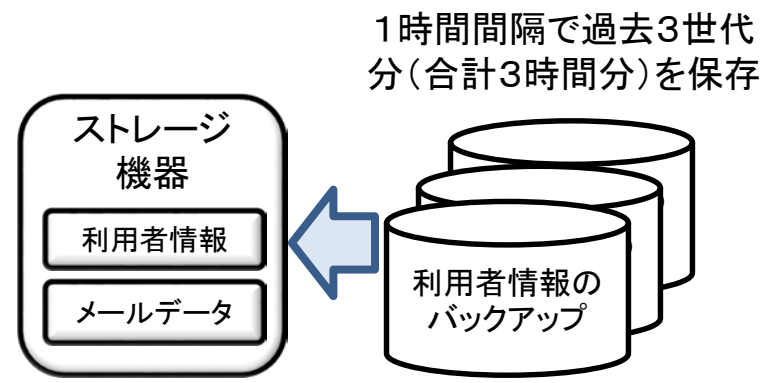 １時間間隔で過去３世代
分（合計３時間分）を保存
ストレージ
機器
利用者情報
メールデータ
利用者情報の
バックアップ